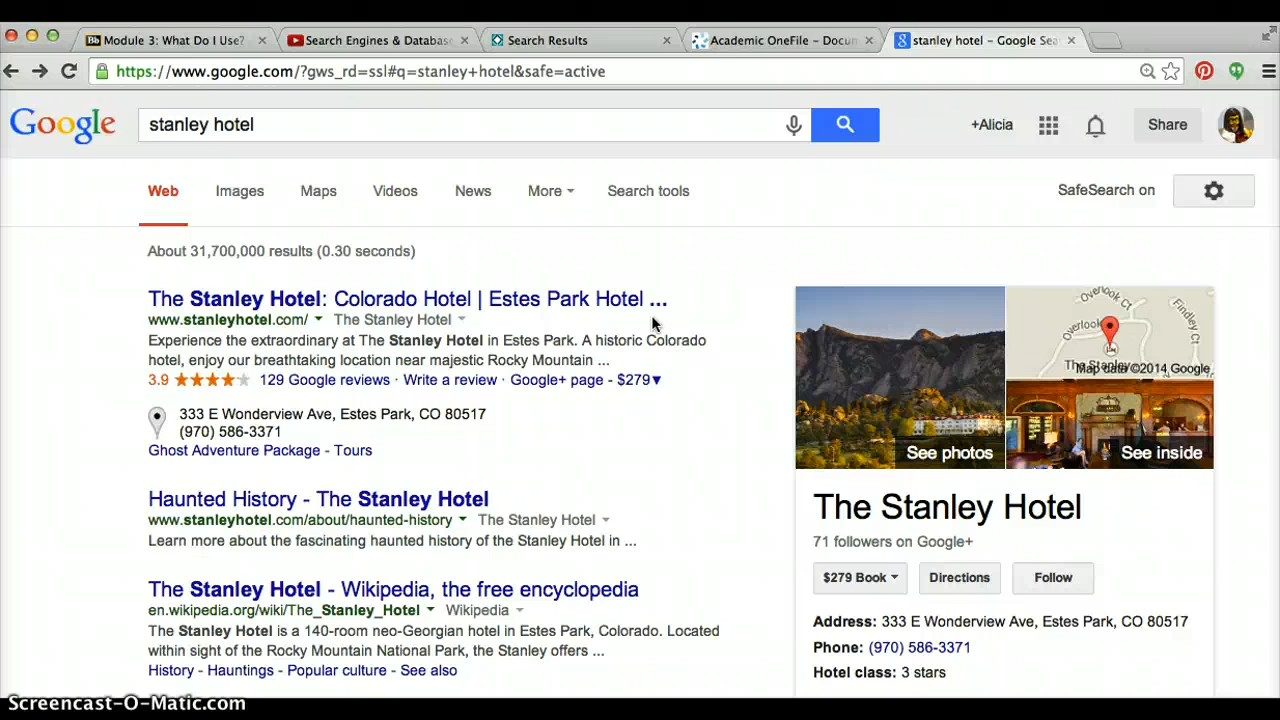 Module 3: What Do I Use?
Search Engines & Database
Search Results
Academic OneFile – Docum
stanley hotel – Google Sea
https://www.google.com/?gws_rd=ssl#q=stanley+hotel&safe=active
Google
stanley hotel
+Alicia
Share
Web
Images
Maps
Videos
News
More
Search tools
SafeSearch on
About 31,700,000 results (0.30 seconds)
The Stanley Hotel: Colorado Hotel | Estes Park Hotel ...
www.stanleyhotel.com/ The Stanley Hotel
Experience the extraordinary at The Stanley Hotel in Estes Park. A historic Colorado
hotel, enjoy our breathtaking location near majestic Rocky Mountain ...
3.9 129 Google reviews · Write a review · Google+ page - $279▾
333 E Wonderview Ave, Estes Park, CO 80517
(970) 586-3371
Ghost Adventure Package - Tours
Haunted History - The Stanley Hotel
www.stanleyhotel.com/about/haunted-history The Stanley Hotel
Learn more about the fascinating haunted history of the Stanley Hotel in ...
The Stanley Hotel - Wikipedia, the free encyclopedia
en.wikipedia.org/wiki/The_Stanley_Hotel Wikipedia
The Stanley Hotel is a 140-room neo-Georgian hotel in Estes Park, Colorado. Located
within sight of the Rocky Mountain National Park, the Stanley offers ...
History - Hauntings - Popular culture - See also
Overlook Ct
Overlook
Findley Ct
The Stanley
Map data ©2014 Google
See photos
See inside
The Stanley Hotel
71 followers on Google+
$279 Book
Directions
Follow
Address: 333 E Wonderview Ave, Estes Park, CO 80517
Phone: (970) 586-3371
Hotel class: 3 stars
Screencast-O-Matic.com